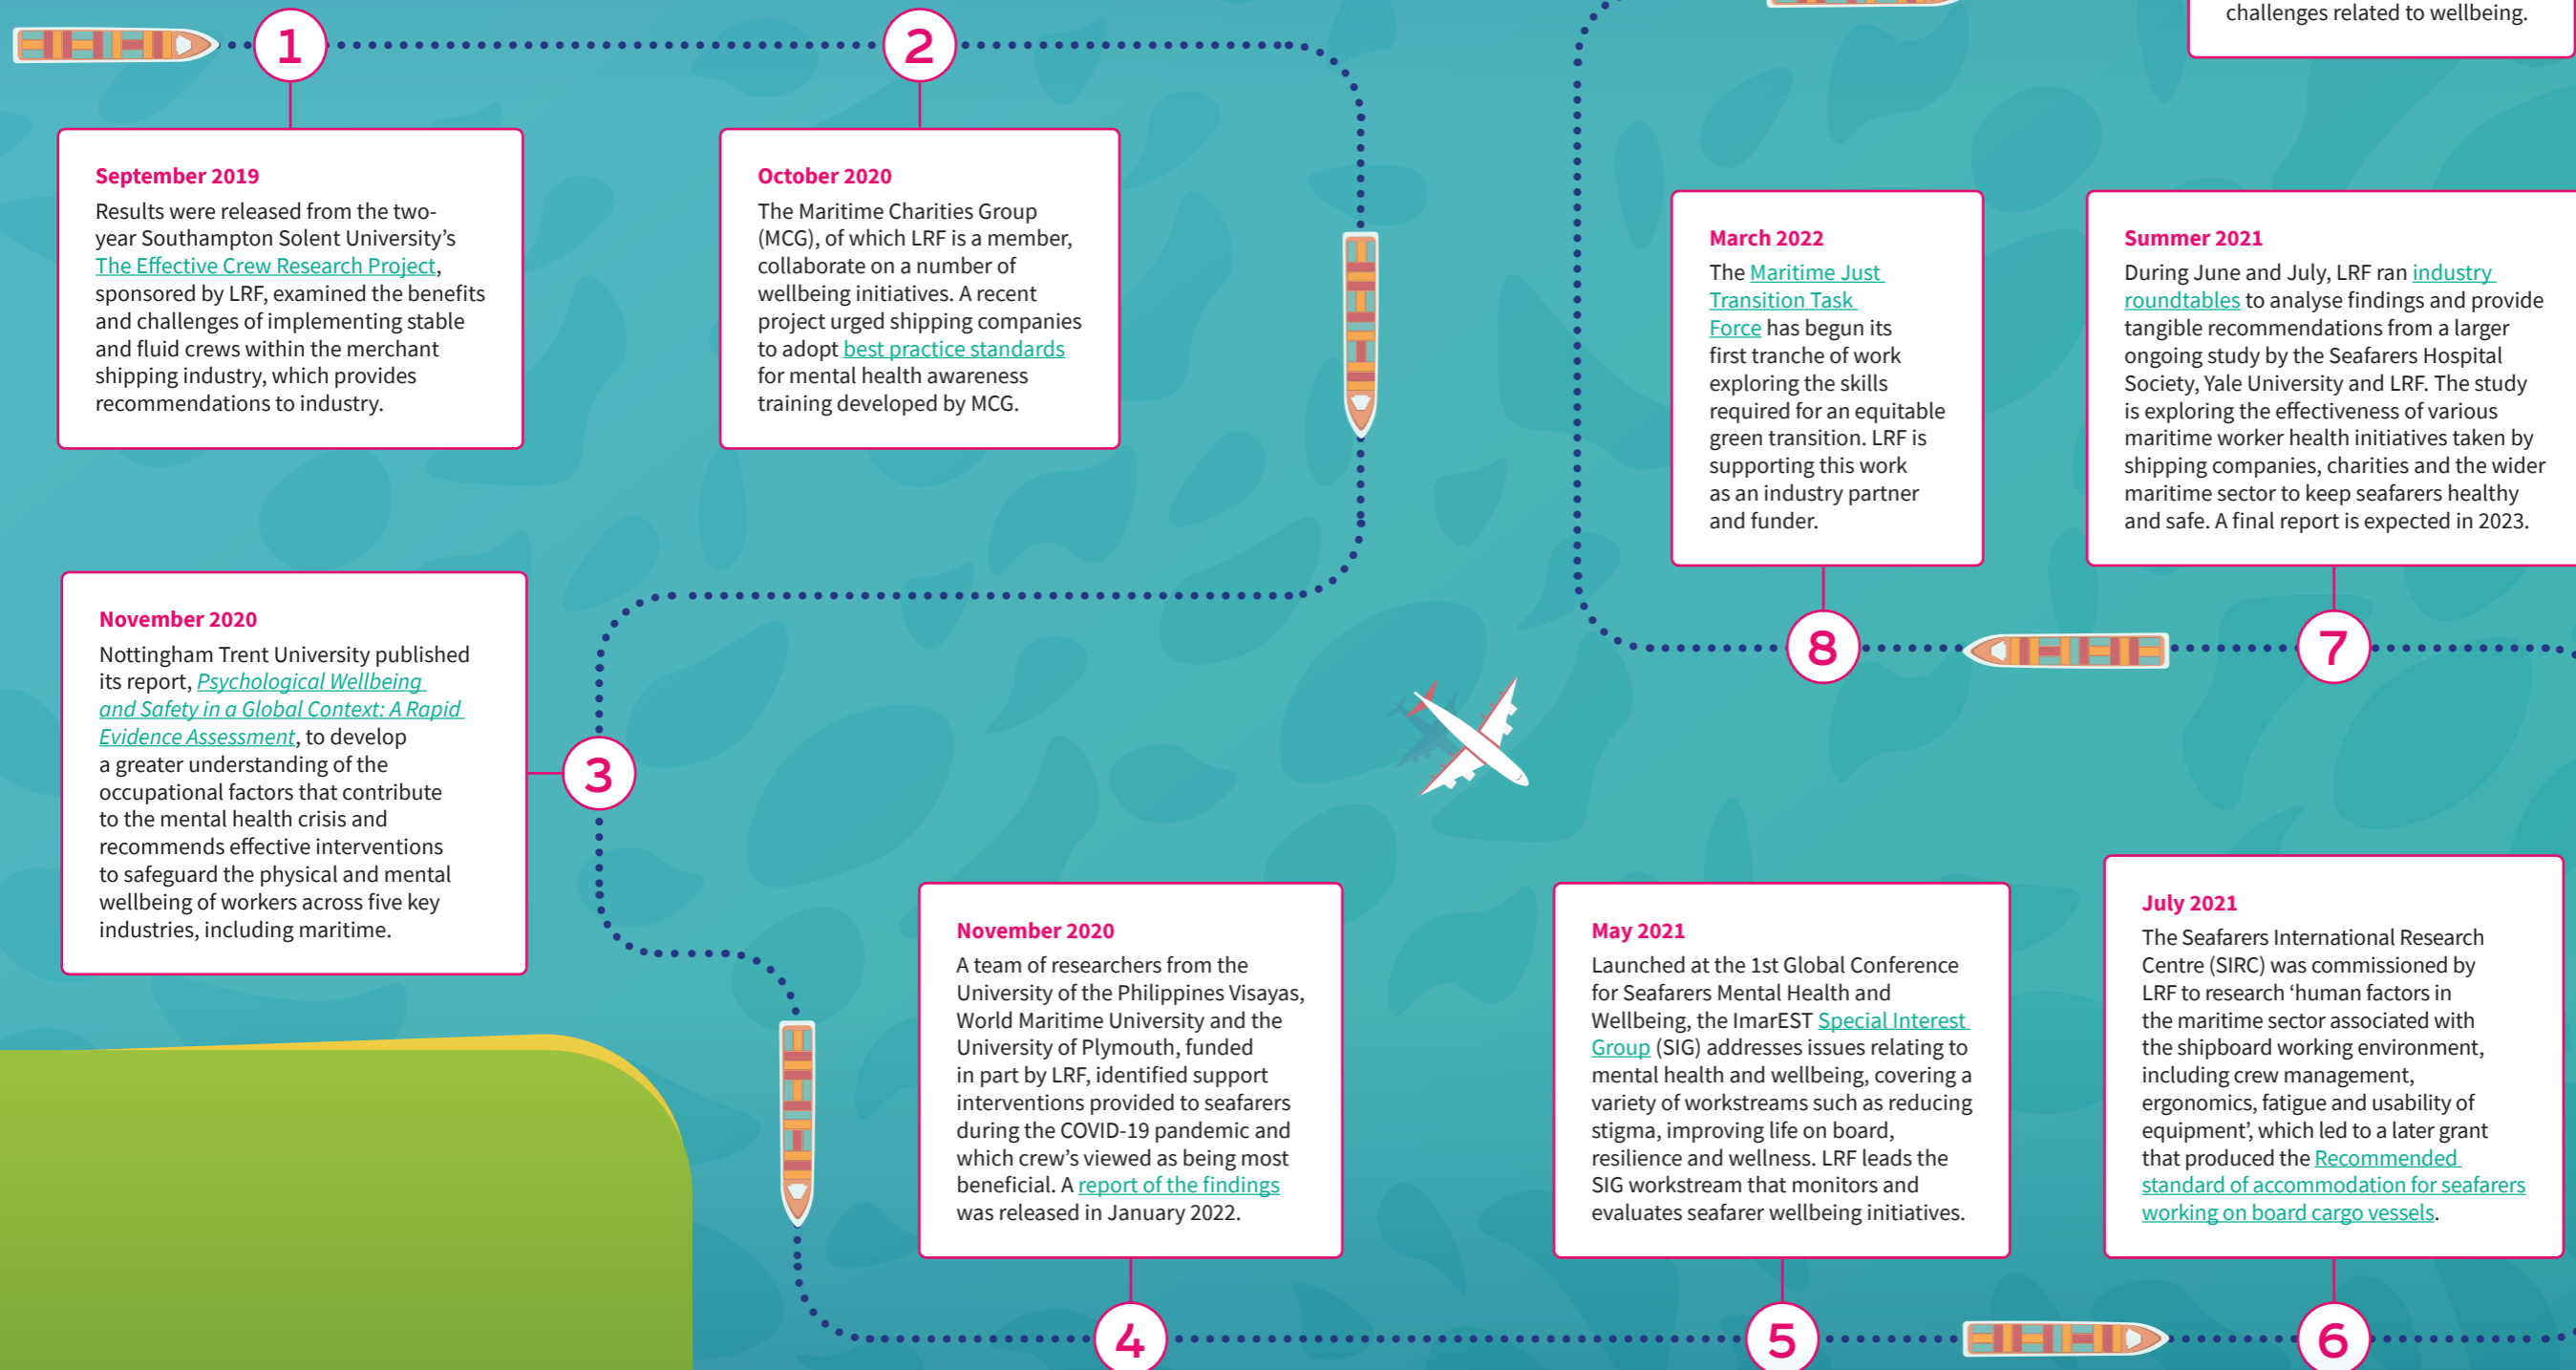 1
September 2019
Results were released from the two-
year Southampton Solent University’s
The Effective Crew Research Project,
sponsored by LRF, examined the benefits
and challenges of implementing stable
and fluid crews within the merchant
shipping industry, which provides
recommendations to industry.
2
October 2020
The Maritime Charities Group
(MCG), of which LRF is a member,
collaborate on a number of
wellbeing initiatives. A recent
project urged shipping companies
to adopt best practice standards
for mental health awareness
training developed by MCG.
3
November 2020
Nottingham Trent University published
its report, Psychological Wellbeing
and Safety in a Global Context: A Rapid
Evidence Assessment, to develop
a greater understanding of the
occupational factors that contribute
to the mental health crisis and
recommends effective interventions
to safeguard the physical and mental
wellbeing of workers across five key
industries, including maritime.
November 2020
A team of researchers from the
University of the Philippines Visayas,
World Maritime University and the
University of Plymouth, funded
in part by LRF, identified support
interventions provided to seafarers
during the COVID-19 pandemic and
which crew’s viewed as being most
beneficial. A report of the findings
was released in January 2022.
4
May 2021
Launched at the 1st Global Conference
for Seafarers Mental Health and
Wellbeing, the ImarEST Special Interest
Group (SIG) addresses issues relating to
mental health and wellbeing, covering a
variety of workstreams such as reducing
stigma, improving life on board,
resilience and wellness. LRF leads the
SIG workstream that monitors and
evaluates seafarer wellbeing initiatives.
5
July 2021
The Seafarers International Research
Centre (SIRC) was commissioned by
LRF to research ‘human factors in
the maritime sector associated with
the shipboard working environment,
including crew management,
ergonomics, fatigue and usability of
equipment’, which led to a later grant
that produced the Recommended
standard of accommodation for seafarers
working on board cargo vessels.
6
Summer 2021
During June and July, LRF ran industry
roundtables to analyse findings and provide
tangible recommendations from a larger
ongoing study by the Seafarers Hospital
Society, Yale University and LRF. The study
is exploring the effectiveness of various
maritime worker health initiatives taken by
shipping companies, charities and the wider
maritime sector to keep seafarers healthy
and safe. A final report is expected in 2023.
7
March 2022
The Maritime Just
Transition Task
Force has begun its
first tranche of work
exploring the skills
required for an equitable
green transition. LRF is
supporting this work
as an industry partner
and funder.
8
challenges related to wellbeing.